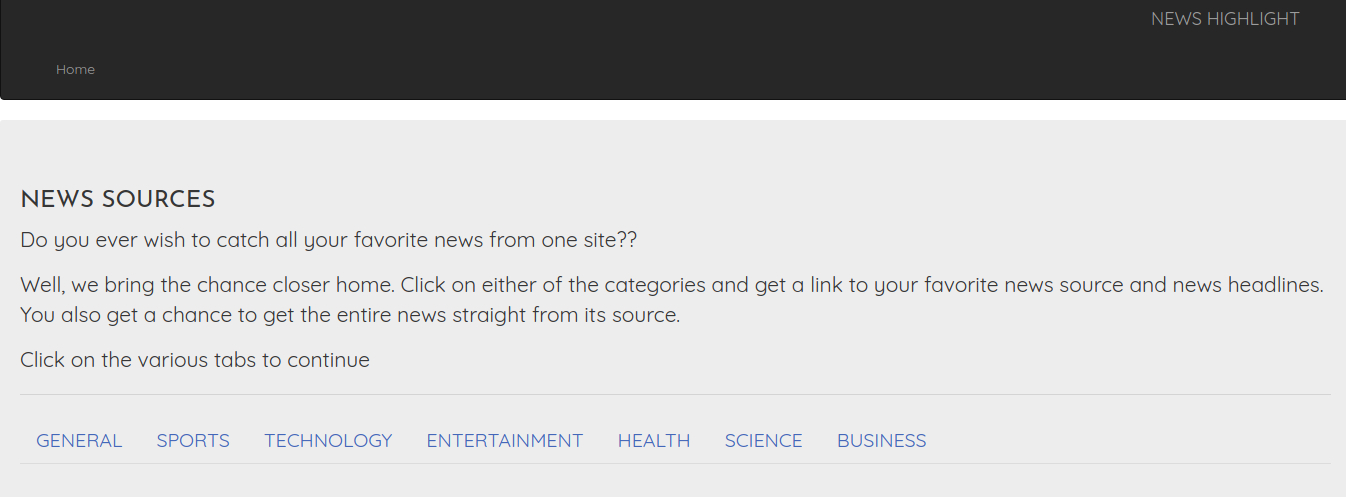 NEWS HIGHLIGHT
Home
NEWS SOURCES
Do you ever wish to catch all your favorite news from one site??
Well, we bring the chance closer home. Click on either of the categories and get a link to your favorite news source and news headlines.
You also get a chance to get the entire news straight from its source.
Click on the various tabs to continue
GENERAL SPORTS TECHNOLOGY ENTERTAINMENT HEALTH SCIENCE BUSINESS